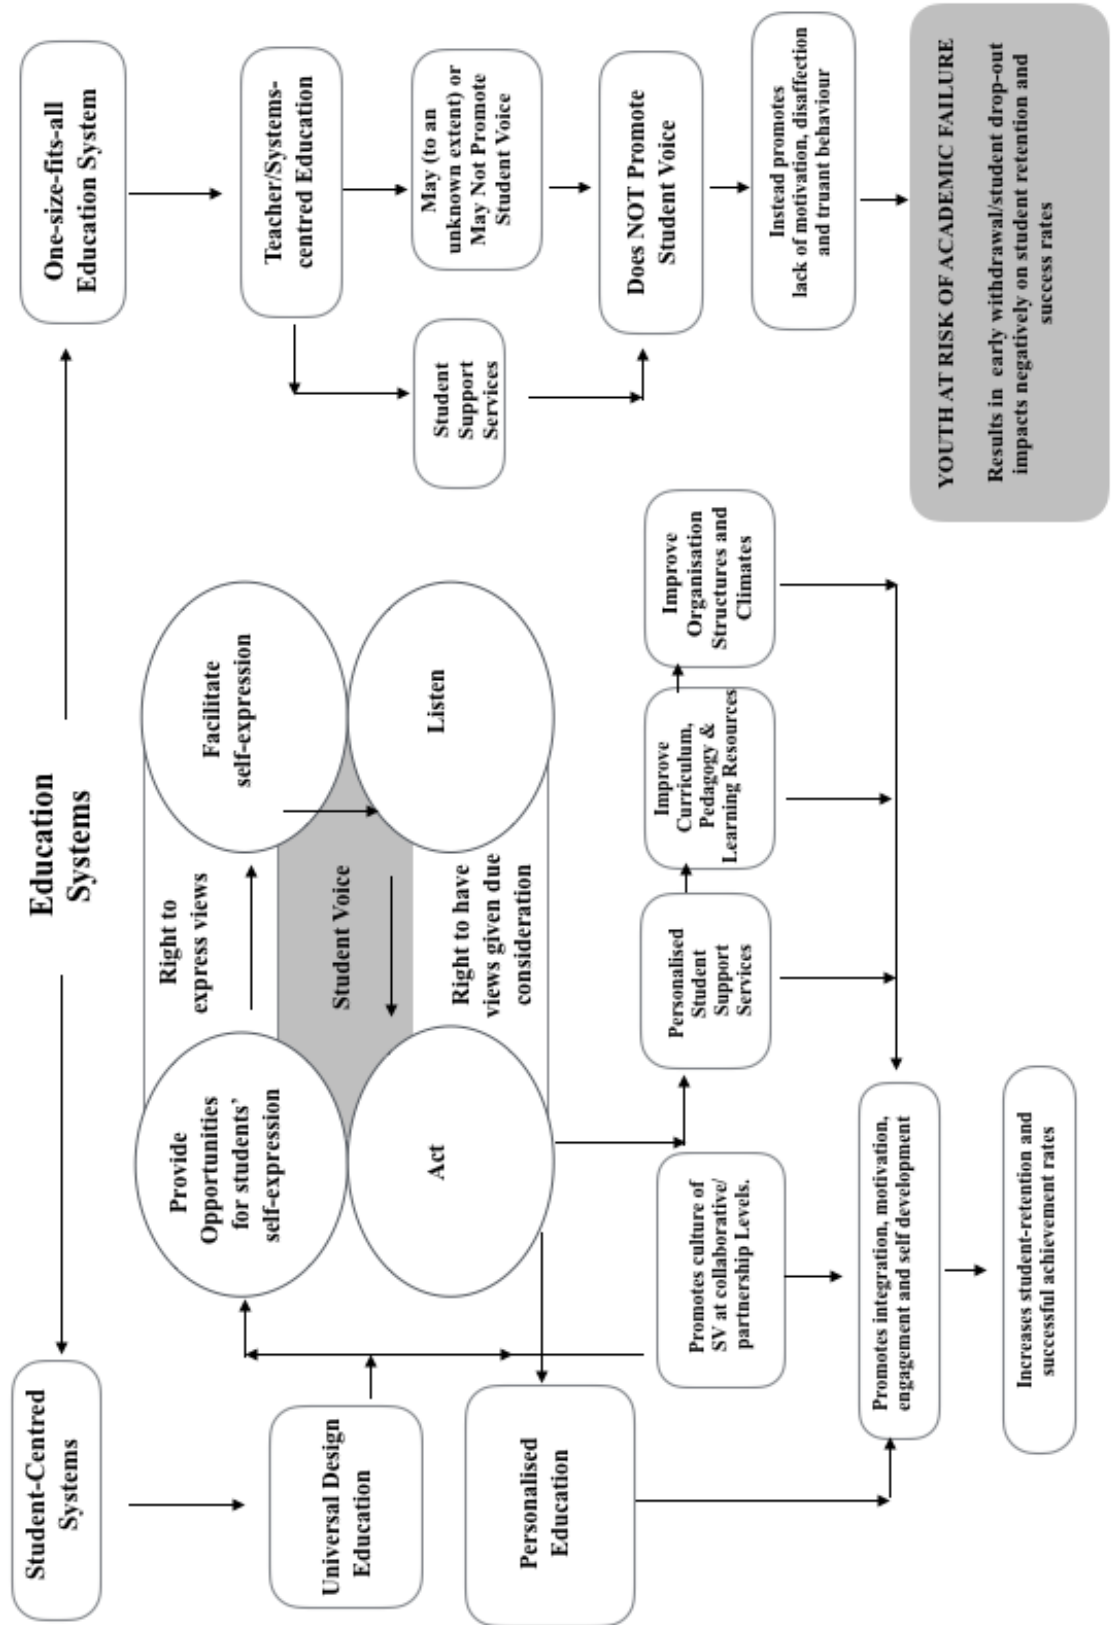 Education
Systems
Student-Centred
Systems
One-size-fits-all
Education System
Universal Design
Education
Personalised
Education
Provide
Opportunities
for students'
self-expression
Right to
express views
Facilitate
self-expression
Student Voice
Act
Right to have
views given due
consideration
Listen
Promotes culture of
SV at collaborative/
partnership Levels.
Personalised
Student
Support
Services
Improve
Curriculum,
Pedagogy &
Learning Resources
Improve
Organisation
Structures and
Climates
Promotes integration, motivation,
engagement and self development
Increases student-retention and
successful achievement rates
Teacher/Systems-
centred Education
Student
Support
Services
May (to an
unknown extent) or
May Not Promote
Student Voice
Does NOT Promote
Student Voice
Instead promotes
lack of motivation, disaffection
and truant behaviour
YOUTH AT RISK OF ACADEMIC FAILURE
Results in early withdrawal/student drop-out
impacts negatively on student retention and
success rates